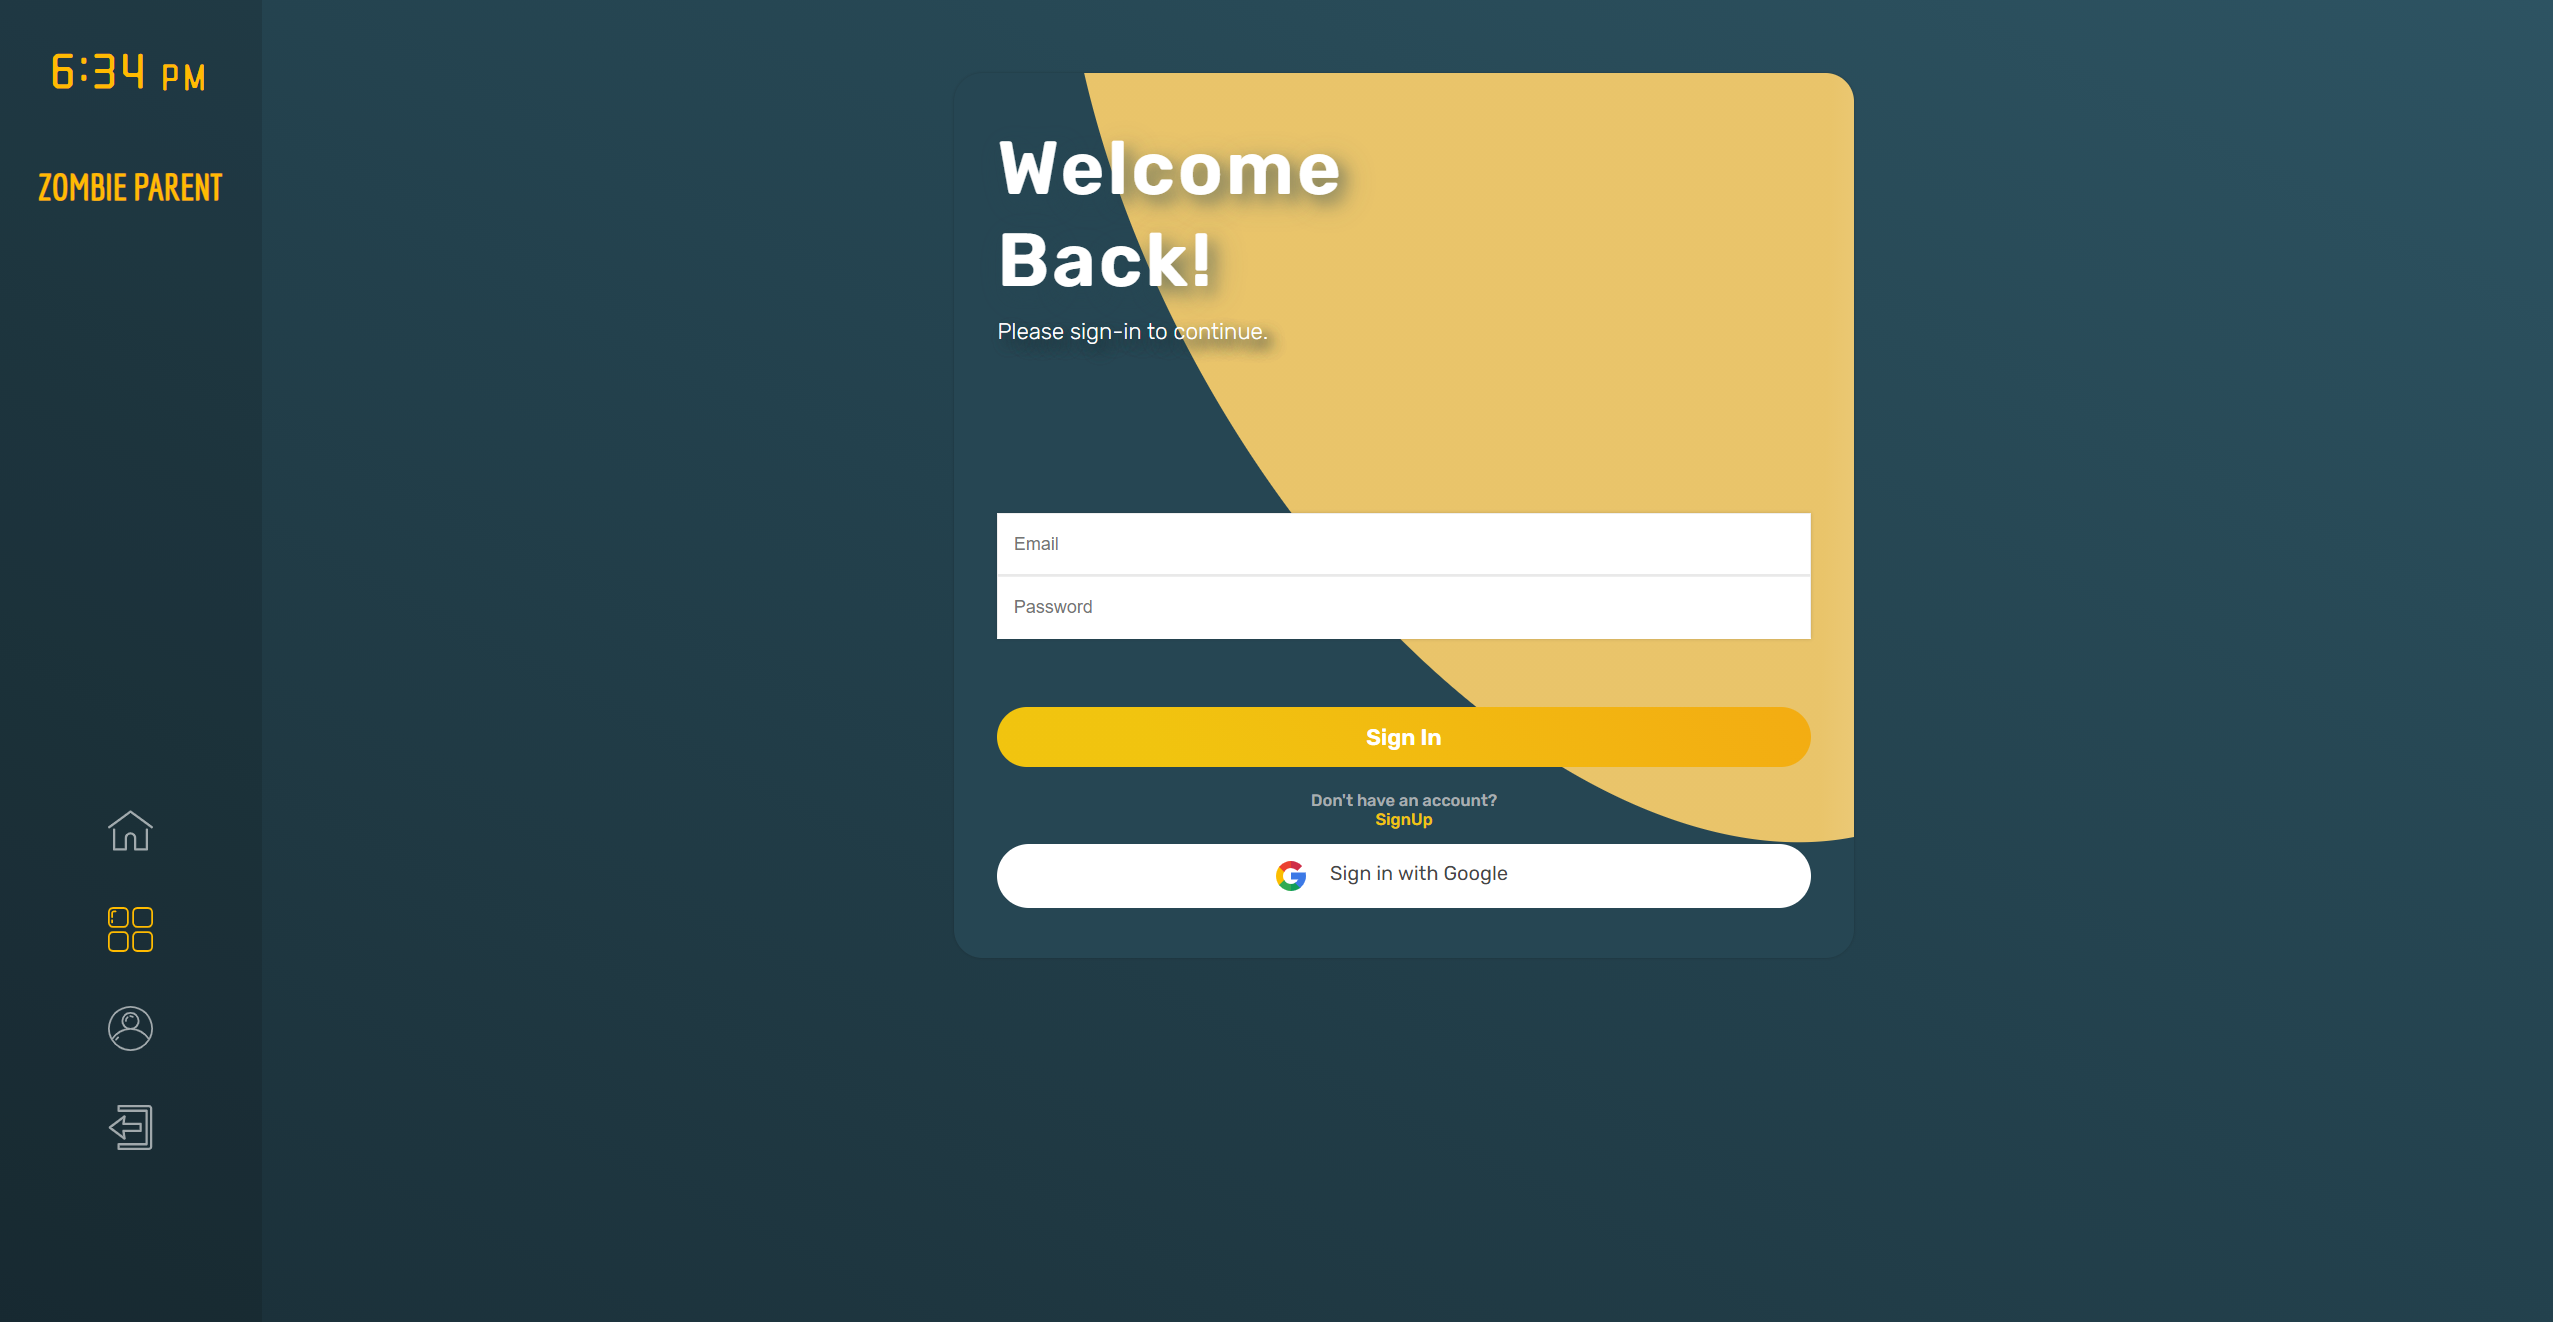 6:34 PM
ZOMBIE PARENT
Welcome
Back!
Please sign-in to continue.
Email
Password
Sign In
Don't have an account?
SignUp
Sign in with Google